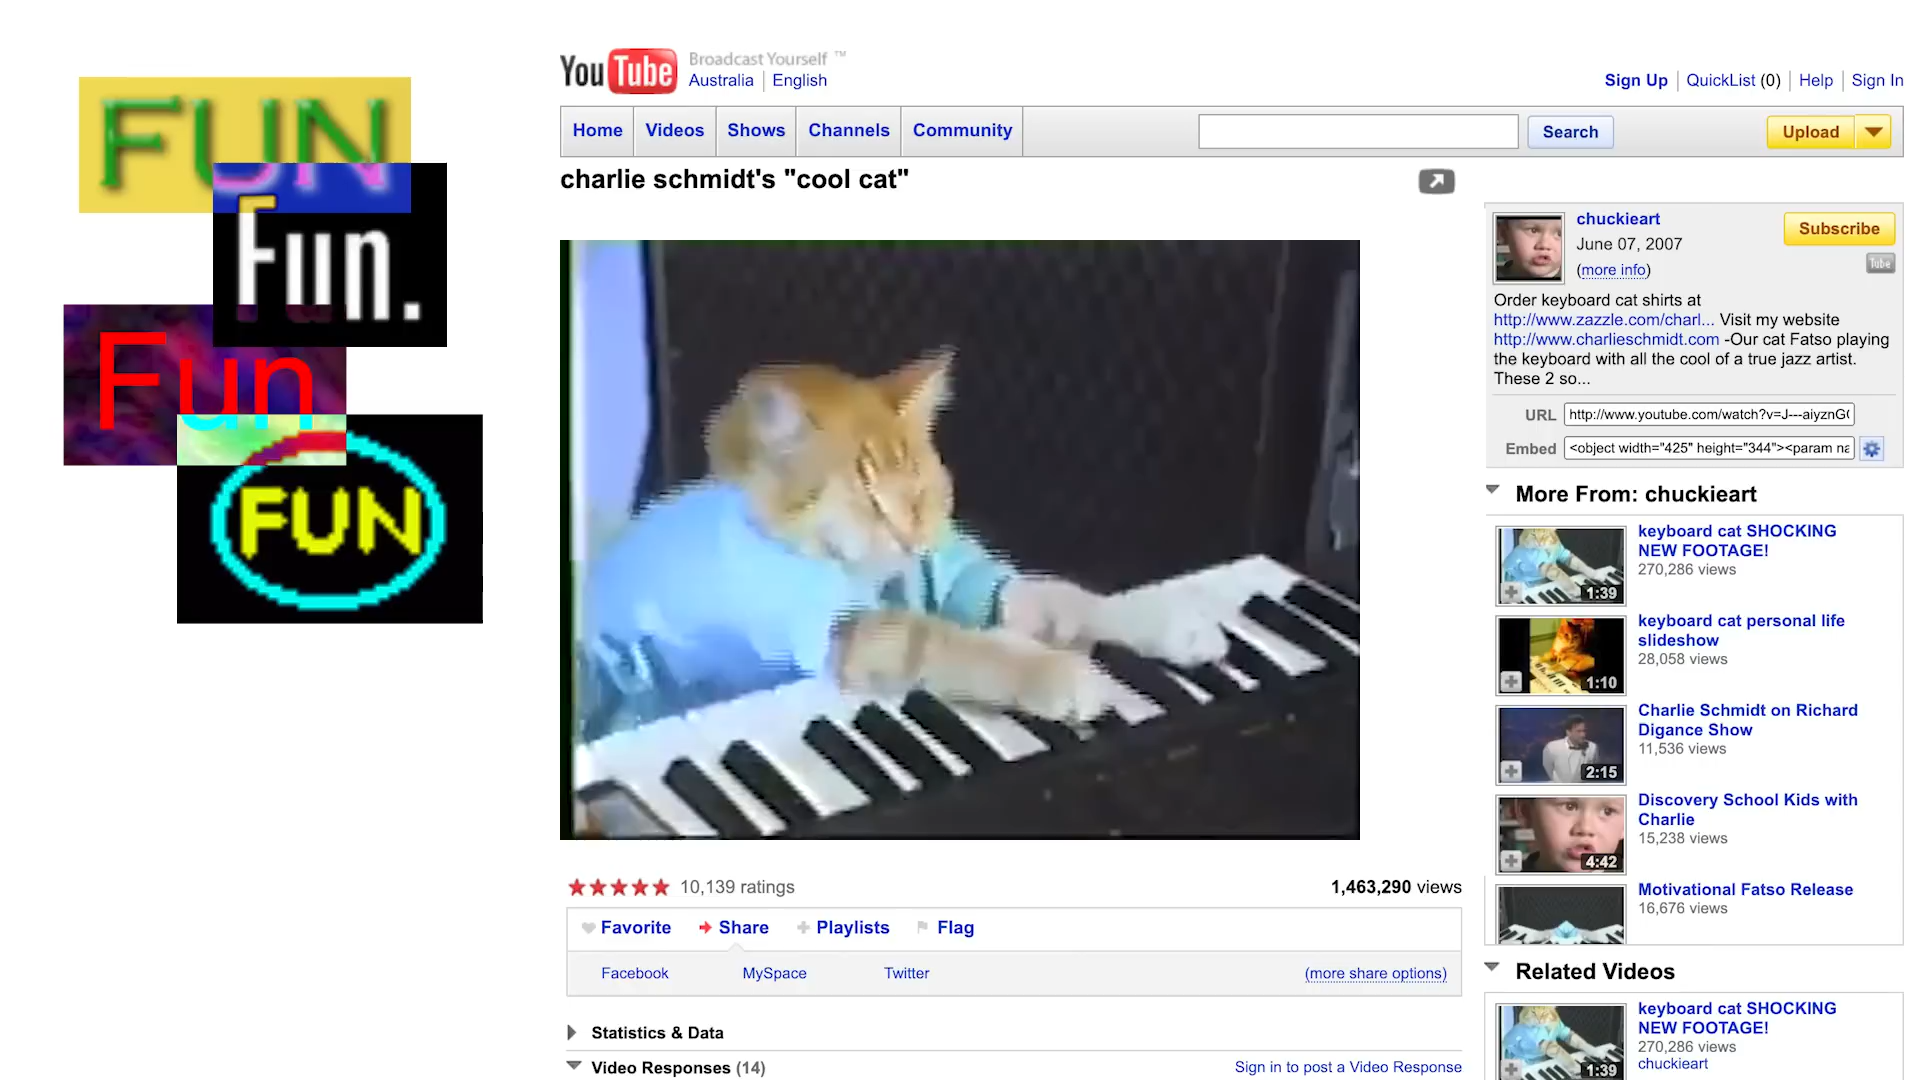 FUN
Fun.
Fun
FUN
YouTube
Broadcast Yourself ™
Australia | English
Sign Up | QuickList (0) | Help | Sign In
Home Videos Shows Channels Community
Search
Upload
charlie schmidt's "cool cat"
chuckieart
June 07, 2007
(more info)
Subscribe
Tube
Order keyboard cat shirts at
http://www.zazzle.com/charl... Visit my website
http://www.charlieschmidt.com -Our cat Fatso playing
the keyboard with all the cool of a true jazz artist.
These 2 so...
URL http://www.youtube.com/watch?v=J---aiyznG
Embed <object width="425" height="344"><param na
More From: chuckieart
keyboard cat SHOCKING
NEW FOOTAGE!
270,286 views
1:39
keyboard cat personal life
slideshow
28,058 views
1:10
Charlie Schmidt on Richard
Digance Show
11,536 views
2:15
Discovery School Kids with
Charlie
15,238 views
4:42
Motivational Fatso Release
16,676 views
10,139 ratings
1,463,290 views
Favorite Share Playlists Flag
Facebook MySpace Twitter (more share options)
Statistics & Data
Video Responses (14)
Sign in to post a Video Response
Related Videos
keyboard cat SHOCKING
NEW FOOTAGE!
270,286 views
chuckieart
1:39